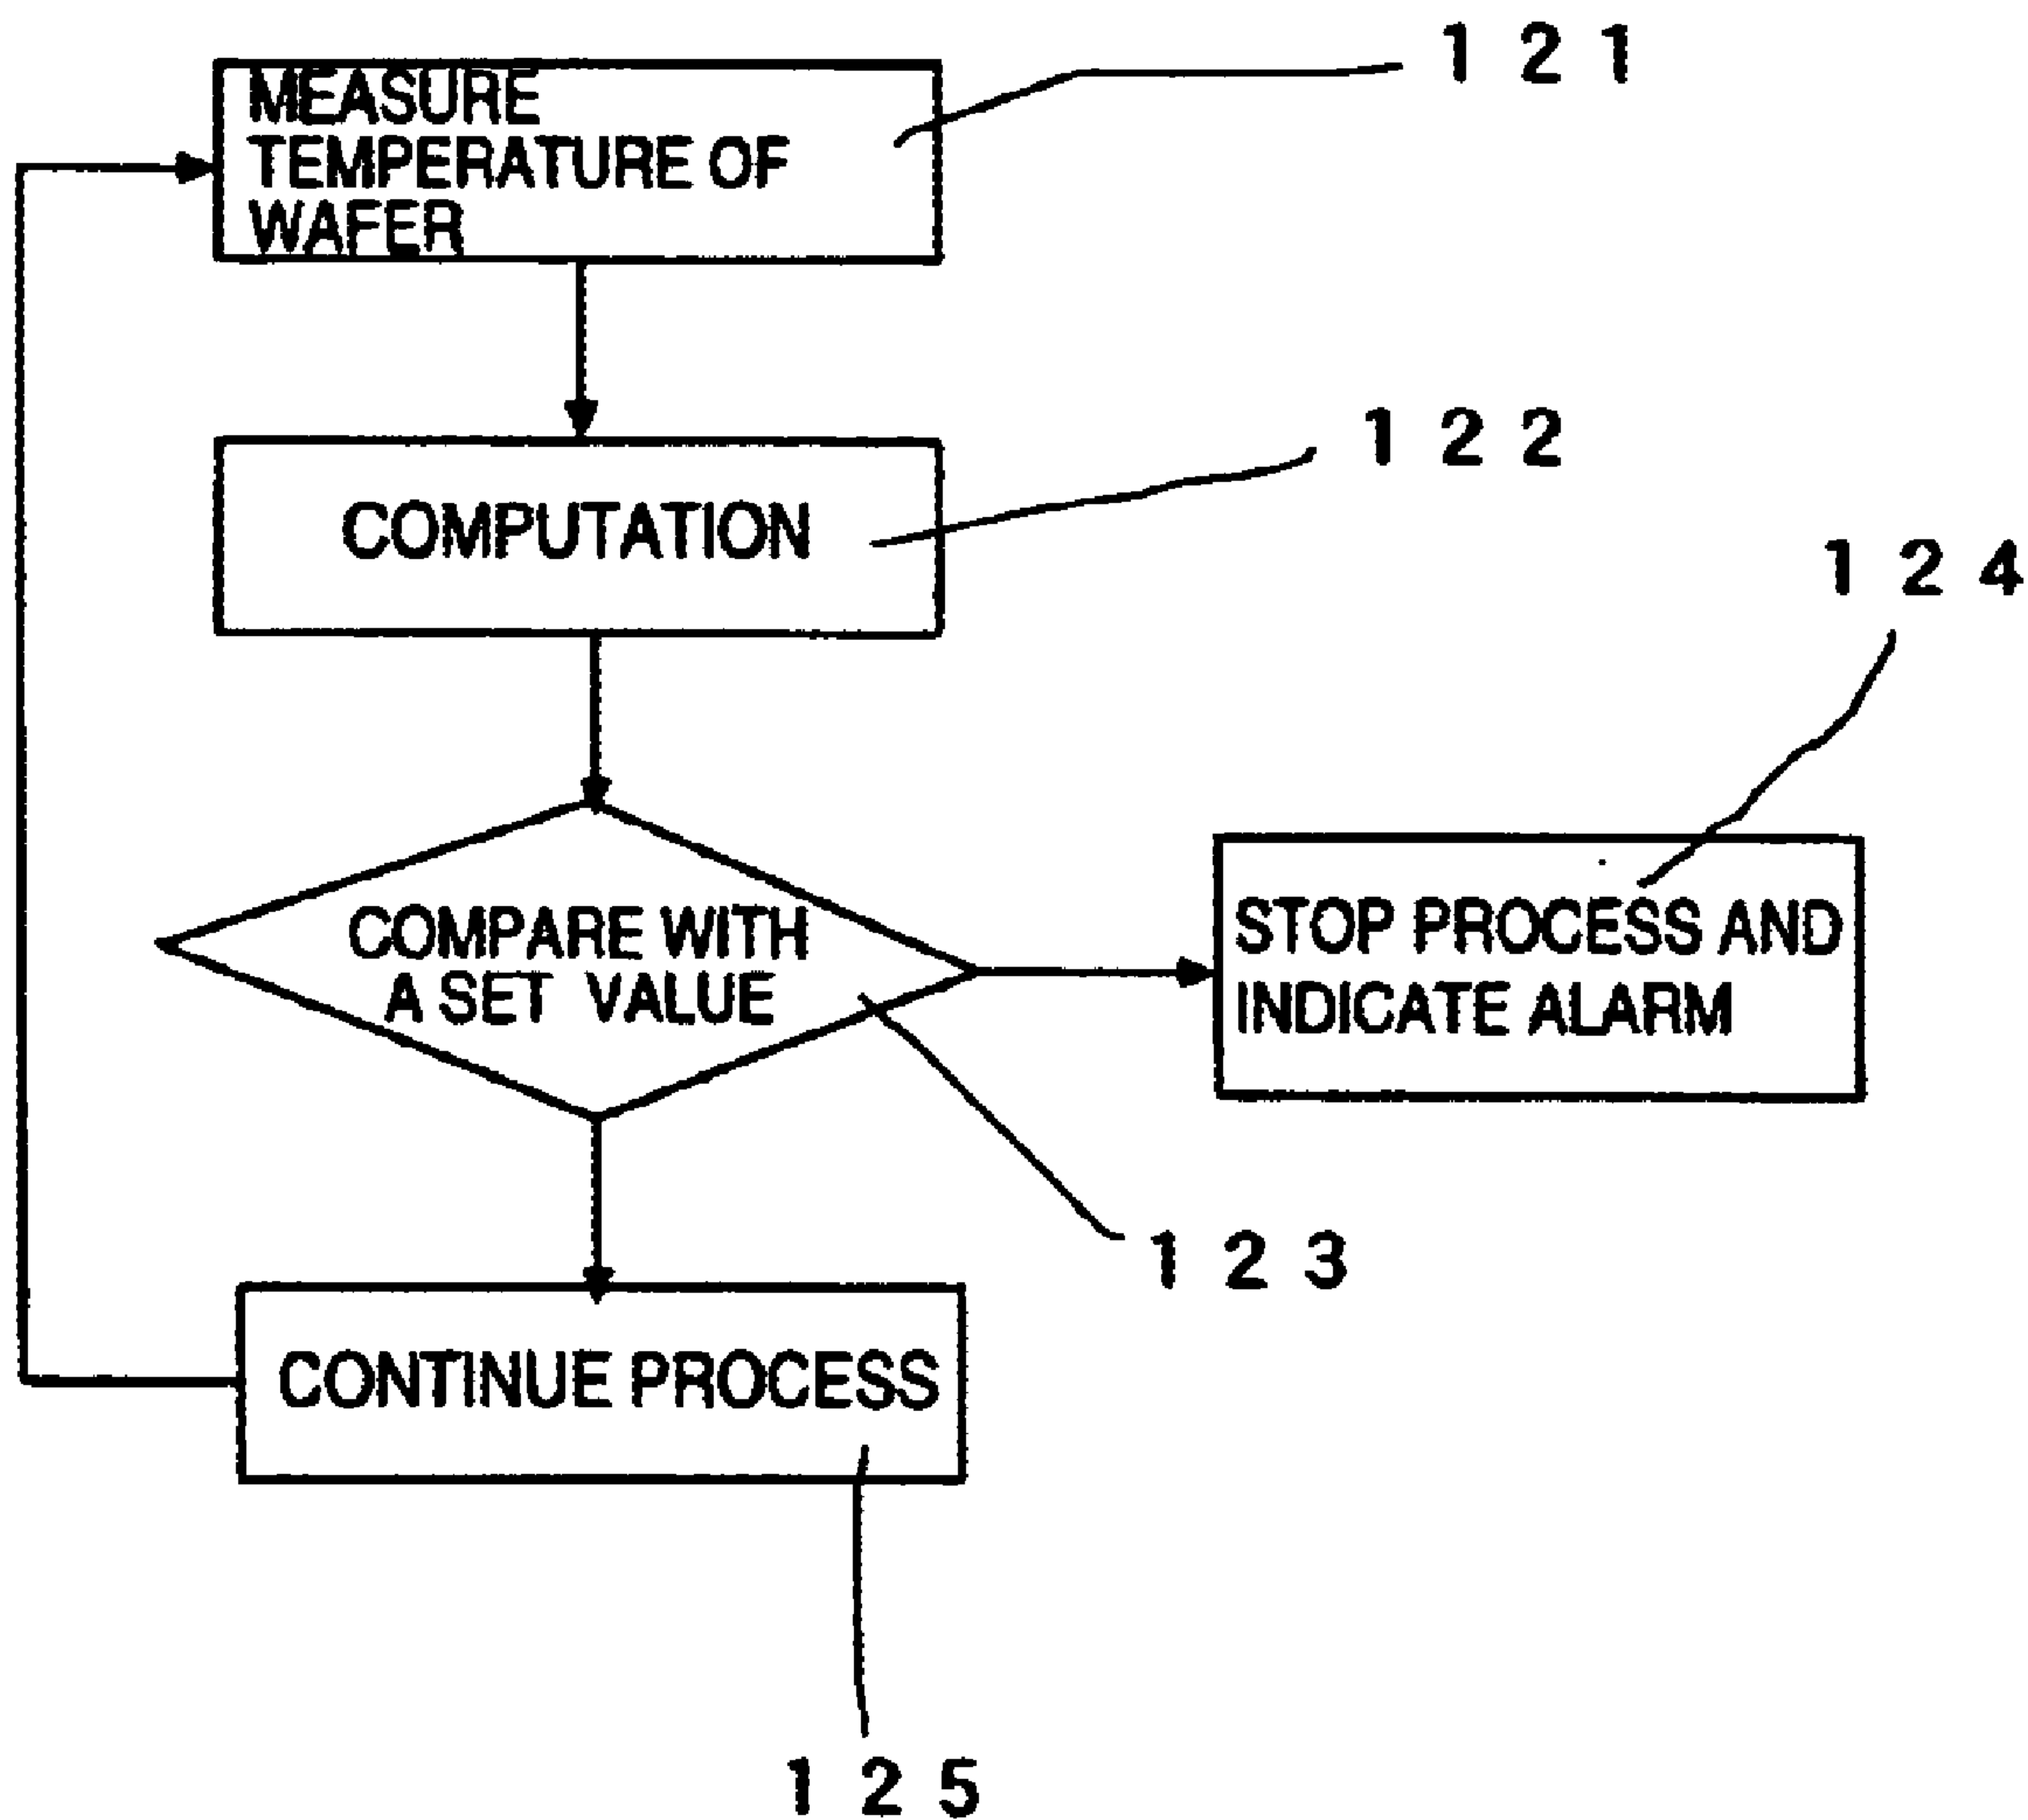 121
MEASURE
TEMPERATURE OF
WAFER
122
COMPUTATION
124
COMPARE WITH
A SET VALUE
STOP PROCESS AND
INDICATE ALARM
123
CONTINUE PROCESS
125